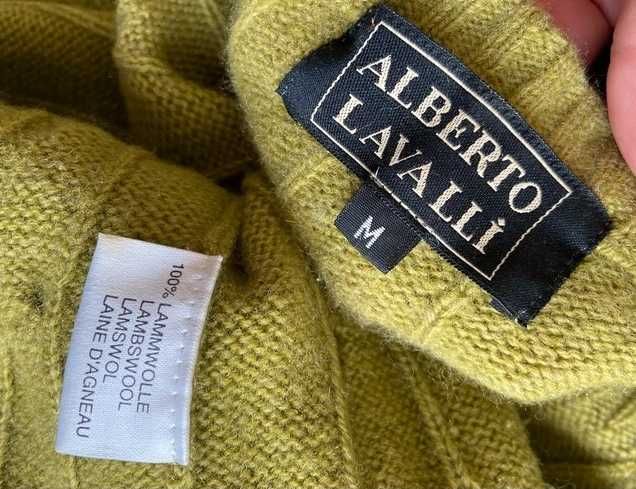 ALBERTO
LAVALLI
M
100% LAMMWOLLE
LAMBSWOOL
LAMSWOL
LAINE D'AGNEAU